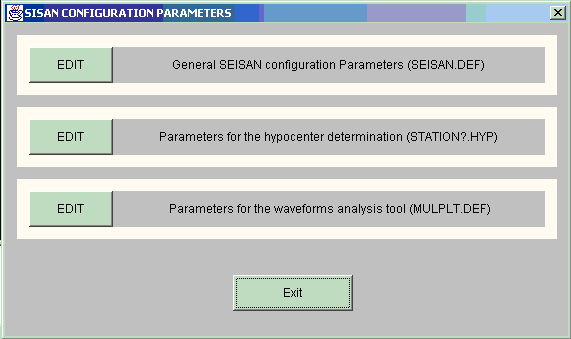 SISAN CONFIGURATION PARAMETERS
EDIT General SEISAN configuration Parameters (SEISAN.DEF)
EDIT Parameters for the hypocenter determination (STATION?.HYP)
EDIT Parameters for the waveforms analysis tool (MULPLT.DEF)
Exit